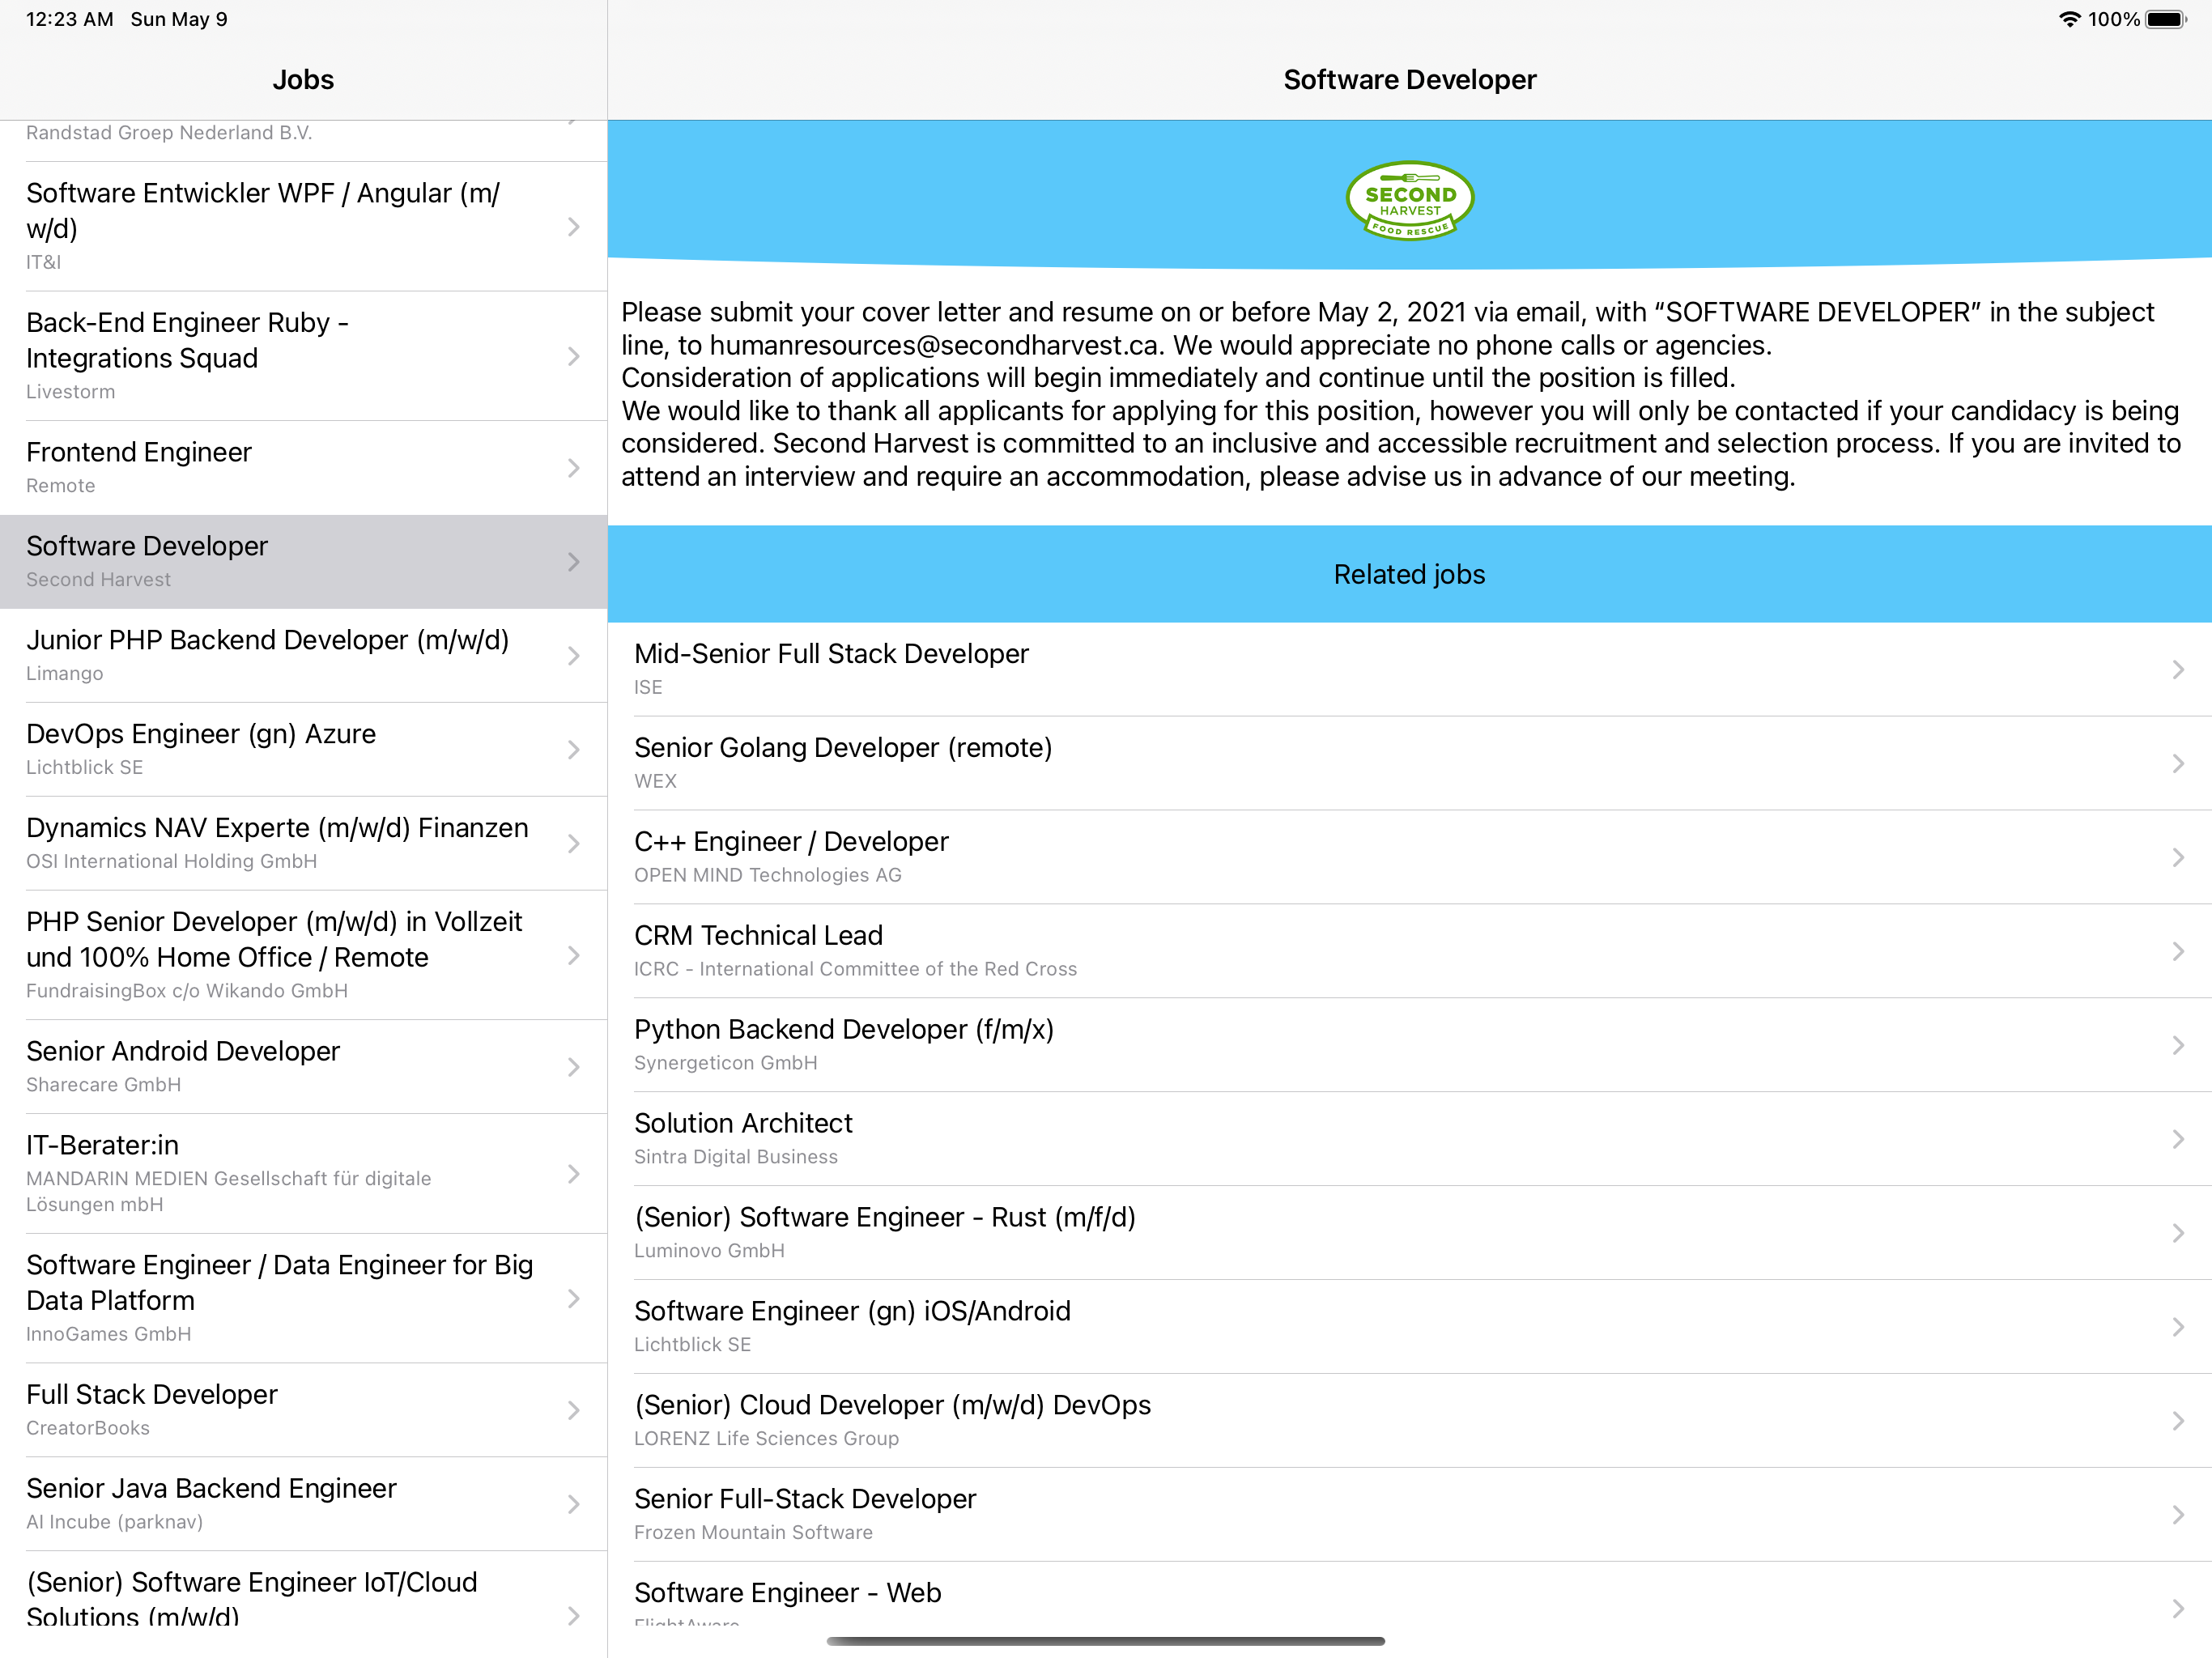 12:23 AM Sun May 9
100%
Jobs
Randstad Groep Nederland B.V.
Software Entwickler WPF / Angular (m/
w/d)
IT&I
Back-End Engineer Ruby -
Integrations Squad
Livestorm
Frontend Engineer
Remote
Software Developer
Second Harvest
Junior PHP Backend Developer (m/w/d)
Limango
DevOps Engineer (gn) Azure
Lichtblick SE
Dynamics NAV Experte (m/w/d) Finanzen
OSI International Holding GmbH
PHP Senior Developer (m/w/d) in Vollzeit
und 100% Home Office / Remote
FundraisingBox c/o Wikando GmbH
Senior Android Developer
Sharecare GmbH
IT-Berater:in
MANDARIN MEDIEN Gesellschaft für digitale
Lösungen mbH
Software Engineer / Data Engineer for Big
Data Platform
InnoGames GmbH
Full Stack Developer
CreatorBooks
Senior Java Backend Engineer
AI Incube (parknav)
(Senior) Software Engineer IoT/Cloud
Solutions (m/w/d)
Software Developer
SECOND
HARVEST
FOOD RESCUE
Please submit your cover letter and resume on or before May 2, 2021 via email, with “SOFTWARE DEVELOPER” in the subject
line, to humanresources@secondharvest.ca. We would appreciate no phone calls or agencies.
Consideration of applications will begin immediately and continue until the position is filled.
We would like to thank all applicants for applying for this position, however you will only be contacted if your candidacy is being
considered. Second Harvest is committed to an inclusive and accessible recruitment and selection process. If you are invited to
attend an interview and require an accommodation, please advise us in advance of our meeting.
Related jobs
Mid-Senior Full Stack Developer
ISE
Senior Golang Developer (remote)
WEX
C++ Engineer / Developer
OPEN MIND Technologies AG
CRM Technical Lead
ICRC - International Committee of the Red Cross
Python Backend Developer (f/m/x)
Synergeticon GmbH
Solution Architect
Sintra Digital Business
(Senior) Software Engineer - Rust (m/f/d)
Luminovo GmbH
Software Engineer (gn) iOS/Android
Lichtblick SE
(Senior) Cloud Developer (m/w/d) DevOps
LORENZ Life Sciences Group
Senior Full-Stack Developer
Frozen Mountain Software
Software Engineer - Web
FlightAware